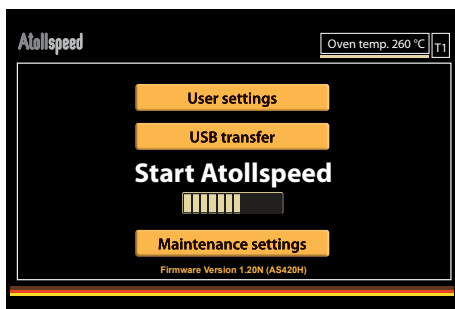 Atollspeed
Oven temp. 260 °C T1
User settings
USB transfer
Start Atollspeed
Maintenance settings
Firmware Version 1.20N (AS420H)